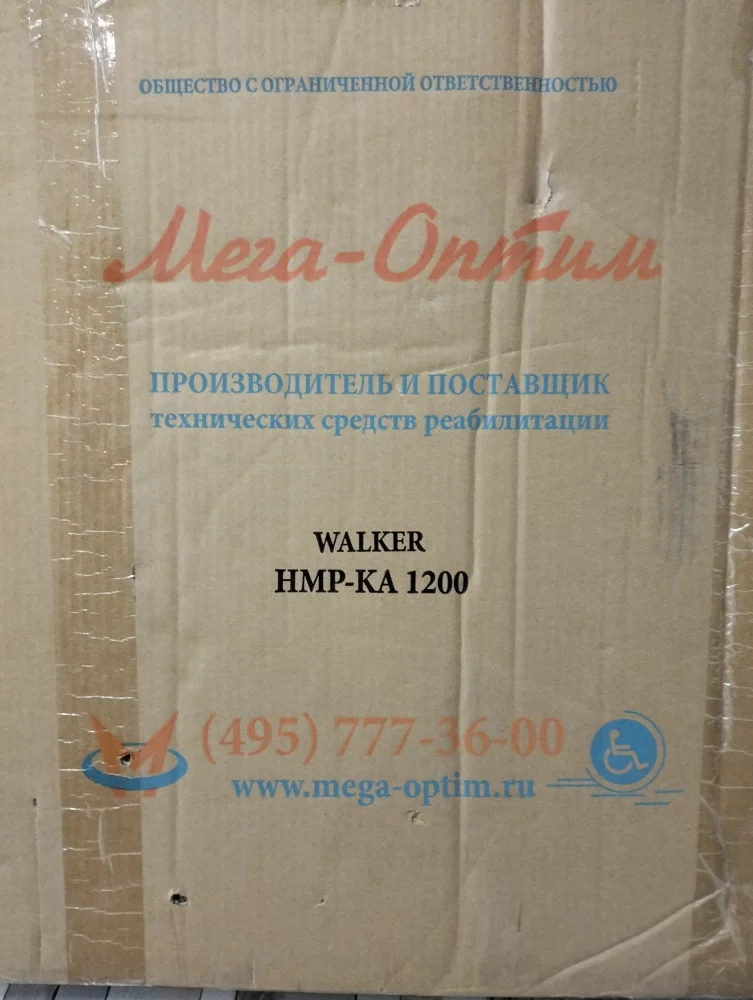 ОБЩЕСТВО С ОГРАНИЧЕННОЙ ОТВЕТСТВЕННОСТЬЮ
Мега-Оптим
ПРОИЗВОДИТЕЛЬ И ПОСТАВЩИК
технических средств реабилитации
WALKER
HMP-KA 1200
(495) 777-36-00
www.mega-optim.ru